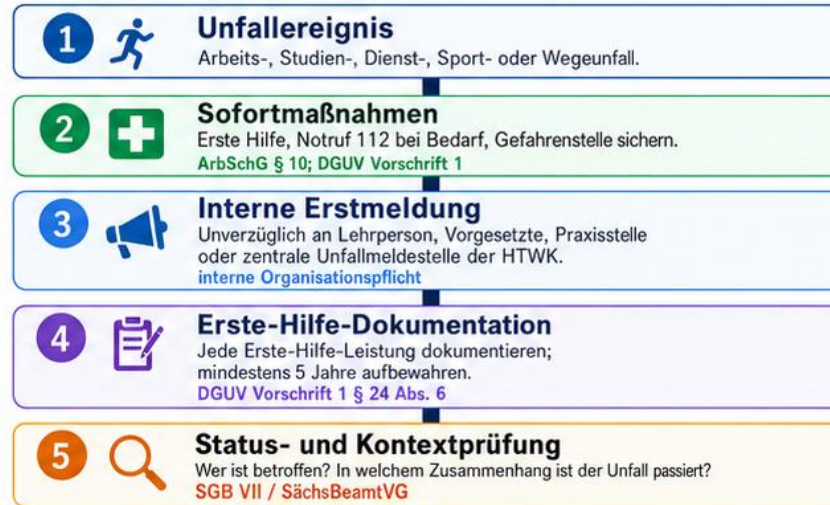 1
Unfallereignis
Arbeits-, Studien-, Dienst-, Sport- oder Wegeunfall.
2
Sofortmaßnahmen
Erste Hilfe, Notruf 112 bei Bedarf, Gefahrenstelle sichern.
ArbSchG § 10; DGUV Vorschrift 1
3
Interne Erstmeldung
Unverzüglich an Lehrperson, Vorgesetzte, Praxisstelle
oder zentrale Unfallmeldestelle der HTWK.
interne Organisationspflicht
4
Erste-Hilfe-Dokumentation
Jede Erste-Hilfe-Leistung dokumentieren;
mindestens 5 Jahre aufbewahren.
DGUV Vorschrift 1 § 24 Abs. 6
5
Status- und Kontextprüfung
Wer ist betroffen? In welchem Zusammenhang ist der Unfall passiert?
SGB VII / SächsBeamtVG